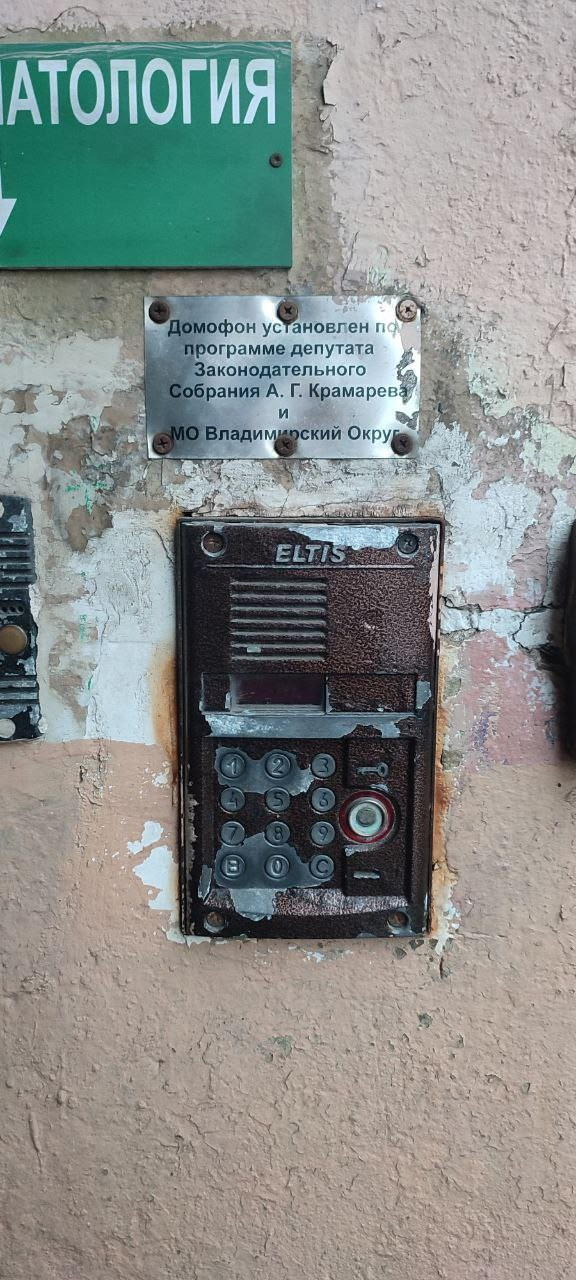 МАТОЛОГИЯ
Домофон установлен по
программе депутата
Законодательного
Собрания А. Г. Крамарева
и
МО Владимирский Округ
ELTIS
1 2 3
4 5 6
7 8 9
В 0 С